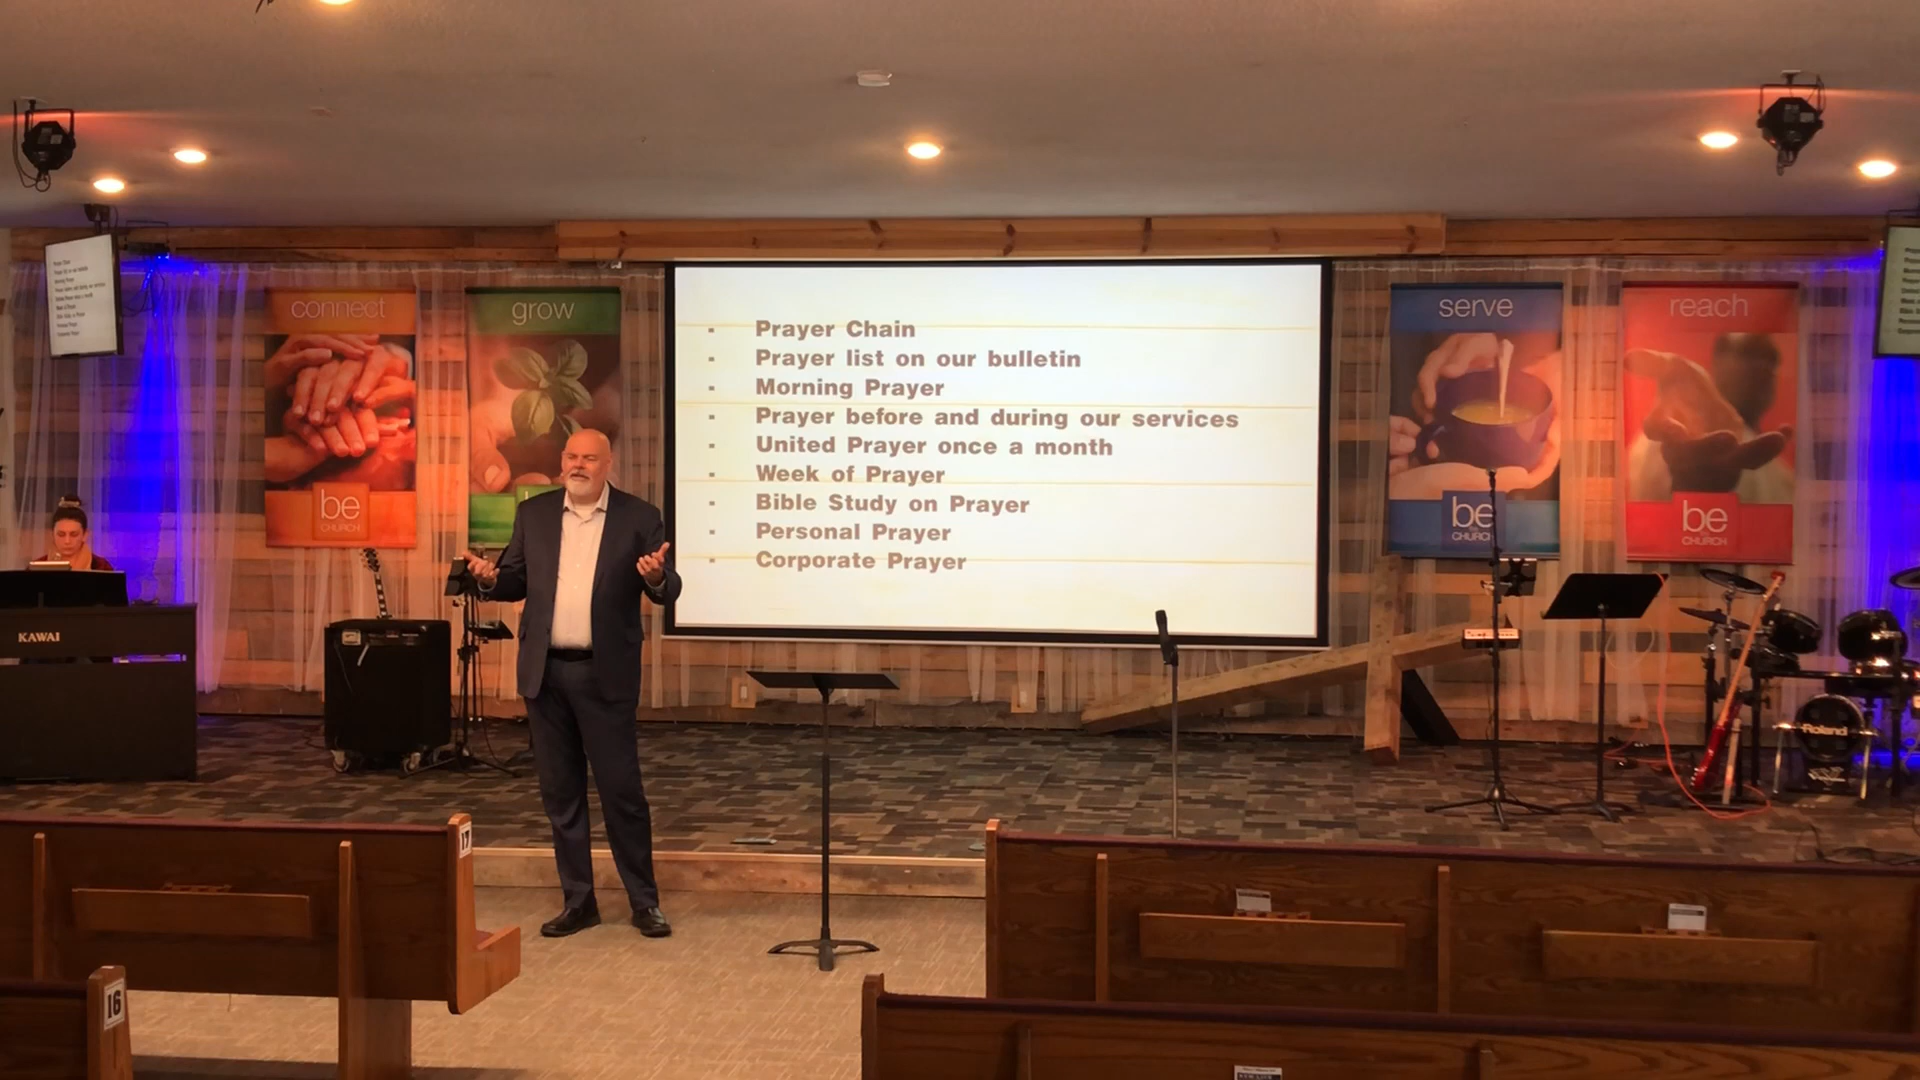 connect
grow
serve
reach
▪ Prayer Chain
▪ Prayer list on our bulletin
▪ Morning Prayer
▪ Prayer before and during our services
▪ United Prayer once a month
▪ Week of Prayer
▪ Bible Study on Prayer
▪ Personal Prayer
▪ Corporate Prayer
be
CHURCH
be
CHURCH
be
CHURCH
KAWAI
Roland
17
16